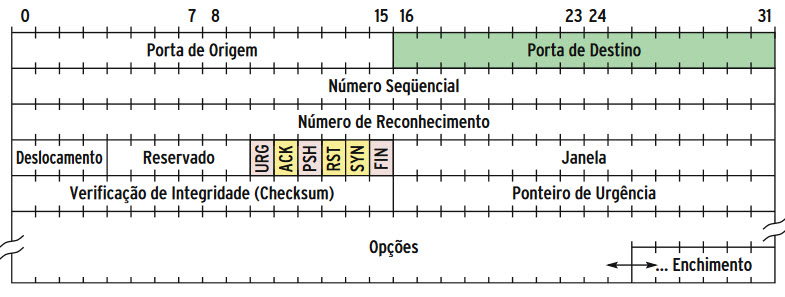 0 7 8 15 16 23 24 31
Porta de Origem Porta de Destino
Número Seqüencial
Número de Reconhecimento
Deslocamento Reservado URG ACK PSH RST SYN FIN Janela
Verificação de Integridade (Checksum) Ponteiro de Urgência
Opções
... Enchimento